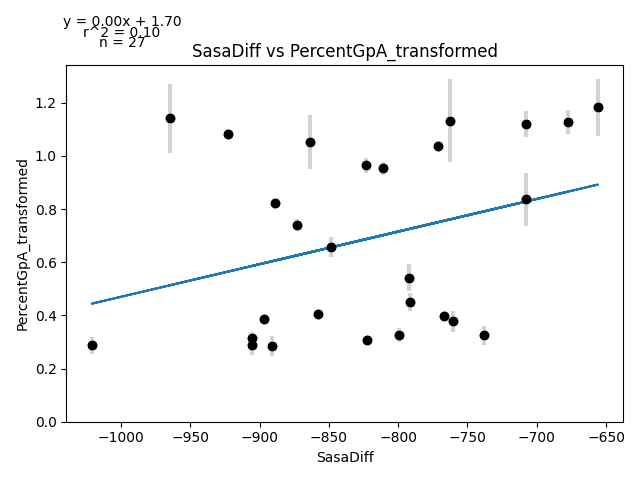 y = 0.00x + 1.70
r^2 = 0.10
n = 27
SasaDiff vs PercentGpA_transformed
PercentGpA_transformed
1.2
1.0
0.8
0.6
0.4
0.2
0.0
−1000 −950 −900 −850 −800 −750 −700 −650
SasaDiff